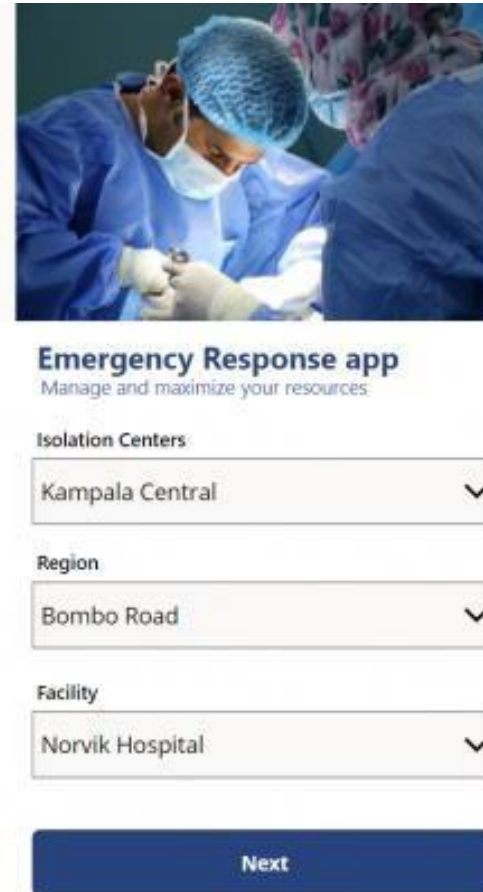 Emergency Response app
Manage and maximize your resources
Isolation Centers
Kampala Central
Region
Bombo Road
Facility
Norvik Hospital
Next